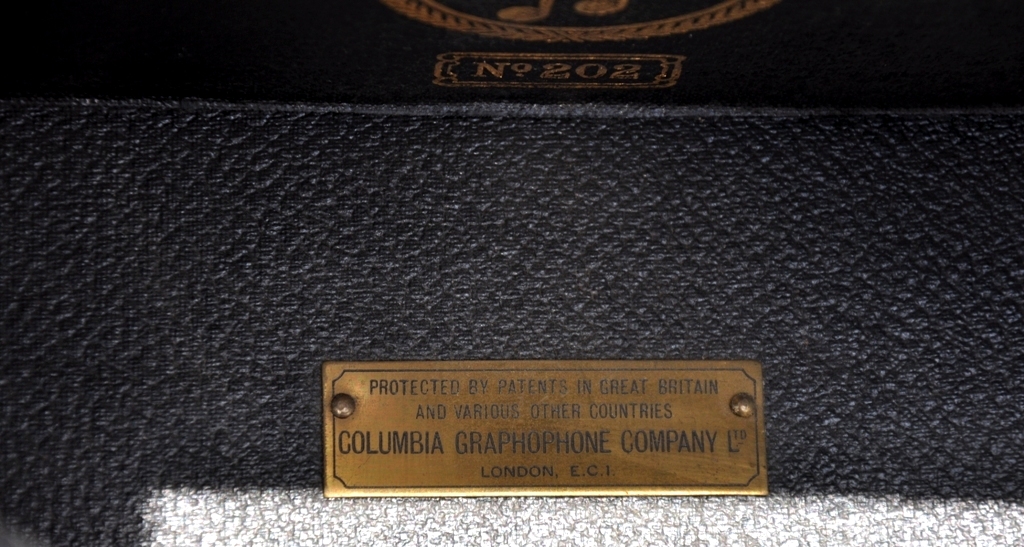 Nº 202
PROTECTED BY PATENTS IN GREAT BRITAIN
AND VARIOUS OTHER COUNTRIES
COLUMBIA GRAPHOPHONE COMPANY LTD
LONDON, E.C.1.